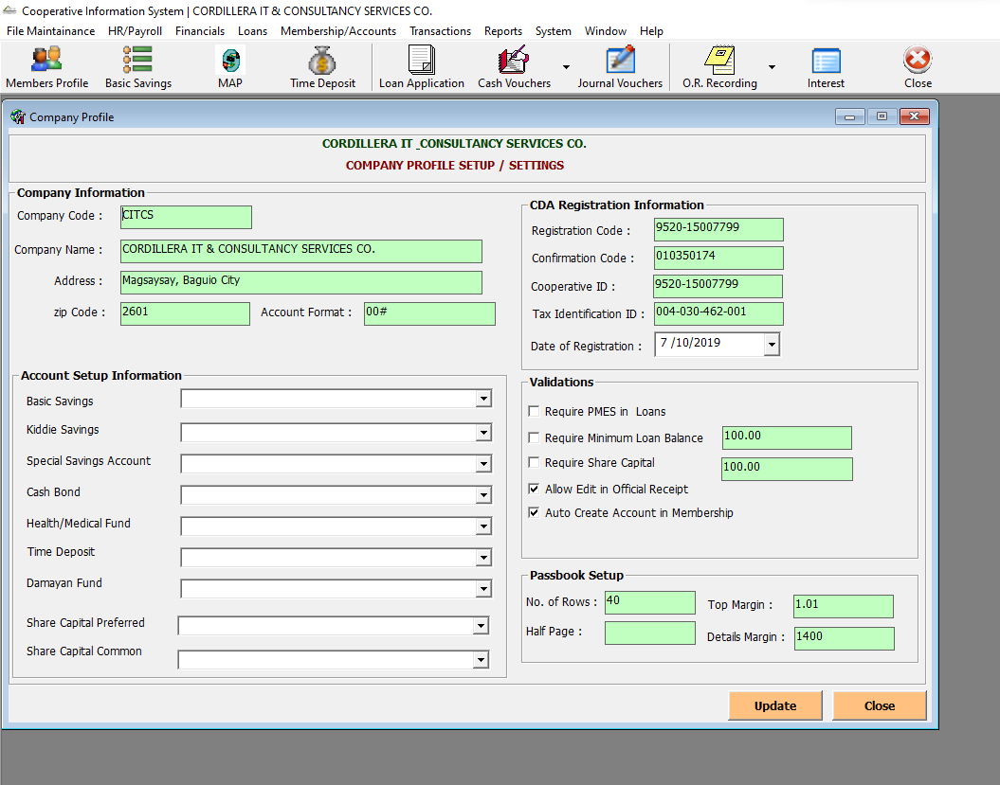 Cooperative Information System | CORDILLERA IT & CONSULTANCY SERVICES CO.
File Maintainance HR/Payroll Financials Loans Membership/Accounts Transactions Reports System Window Help
Members Profile Basic Savings MAP Time Deposit Loan Application Cash Vouchers Journal Vouchers O.R. Recording Interest Close
Company Profile
CORDILLERA IT _CONSULTANCY SERVICES CO.
COMPANY PROFILE SETUP / SETTINGS
Company Information
Company Code : CITCS
Company Name : CORDILLERA IT & CONSULTANCY SERVICES CO.
Address : Magsaysay, Baguio City
zip Code : 2601 Account Format : 00#
CDA Registration Information
Registration Code : 9520-15007799
Confirmation Code : 010350174
Cooperative ID : 9520-15007799
Tax Identification ID : 004-030-462-001
Date of Registration : 7 /10/2019
Account Setup Information
Basic Savings
Kiddie Savings
Special Savings Account
Cash Bond
Health/Medical Fund
Time Deposit
Damayan Fund
Share Capital Preferred
Share Capital Common
Validations
Require PMES in  Loans
Require Minimum Loan Balance 100.00
Require Share Capital 100.00
Allow Edit in Official Receipt
Auto Create Account in Membership
Passbook Setup
No. of Rows : 40 Top Margin : 1.01
Half Page : Details Margin : 1400
Update Close